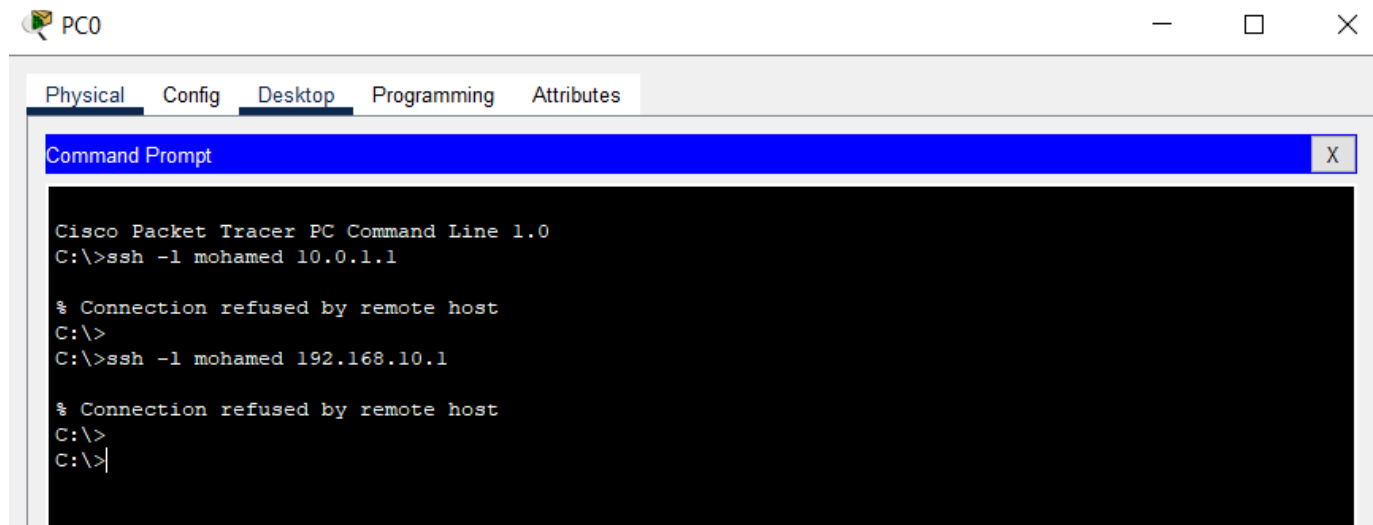 PC0
Physical Config Desktop Programming Attributes
Command Prompt
X
Cisco Packet Tracer PC Command Line 1.0
C:\>ssh -l mohamed 10.0.1.1
% Connection refused by remote host
C:\>
C:\>ssh -l mohamed 192.168.10.1
% Connection refused by remote host
C:\>
C:\>